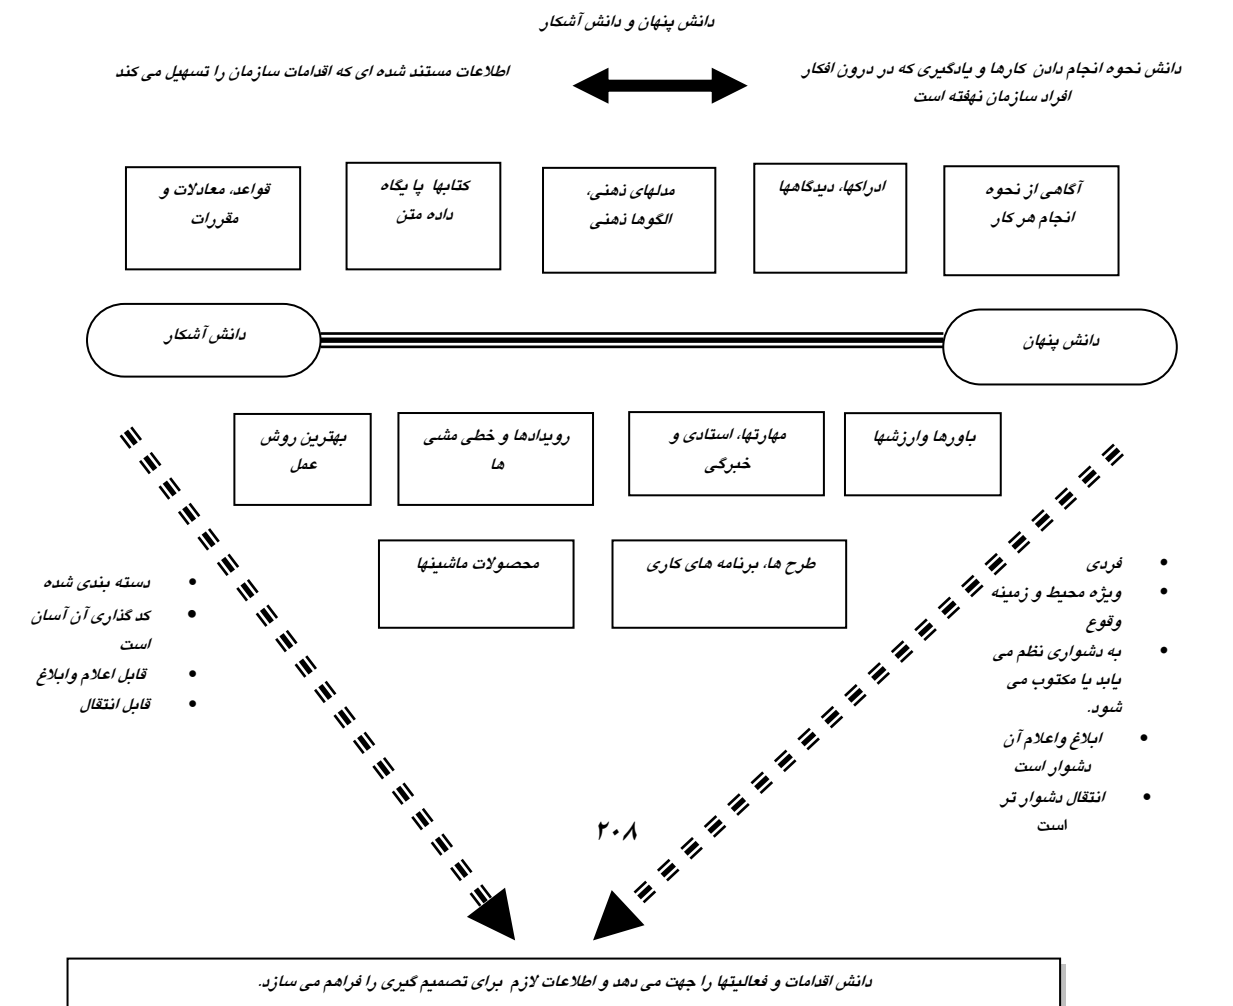 دانش پنهان و دانش آشکار
دانش نحوه انجام دادن کارها و یادگیری که در درون افکار
افراد سازمان نهفته است
اطلاعات مستند شده ای که اقدامات سازمان را تسهیل می کند
آگاهی از نحوه
انجام هر کار
ادراکها، دیدگاهها
مدلهای ذهنی،
الگوها ذهنی
کتابها پا یگاه
داده متن
قواعد، معادلات و
مقررات
دانش پنهان
دانش آشکار
باورها وارزشها
مهارتها، استادی و
خبرگی
رویدادها و خطی مشی
ها
بهترین روش
عمل
طرح ها، برنامه های کاری
محصولات ماشینها
• فردی
• ویژه محیط و زمینه
وقوع
• به دشواری نظم می
یابد یا مکتوب می
شود.
• ابلاغ واعلام آن
دشوار است
• انتقال دشوار تر
است
• دسته بندی شده
• کد گذاری آن آسان
است
• قابل اعلام وابلاغ
• قابل انتقال
۲۰۸
دانش اقدامات و فعالیتها را جهت می دهد و اطلاعات لازم برای تصمیم گیری را فراهم می سازد.